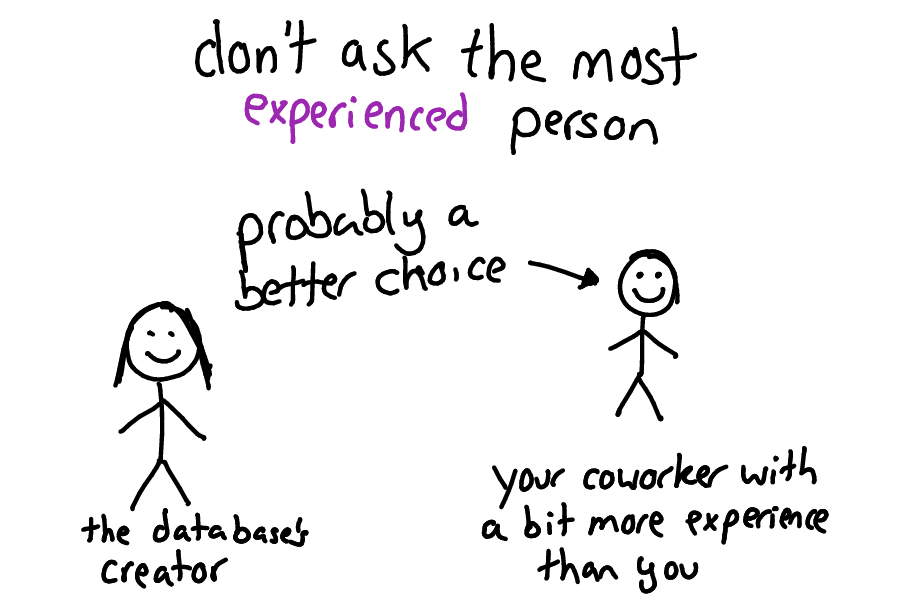 don't ask the most
experienced person
probably a
better choice
the database's
creator
your coworker with
a bit more experience
than you